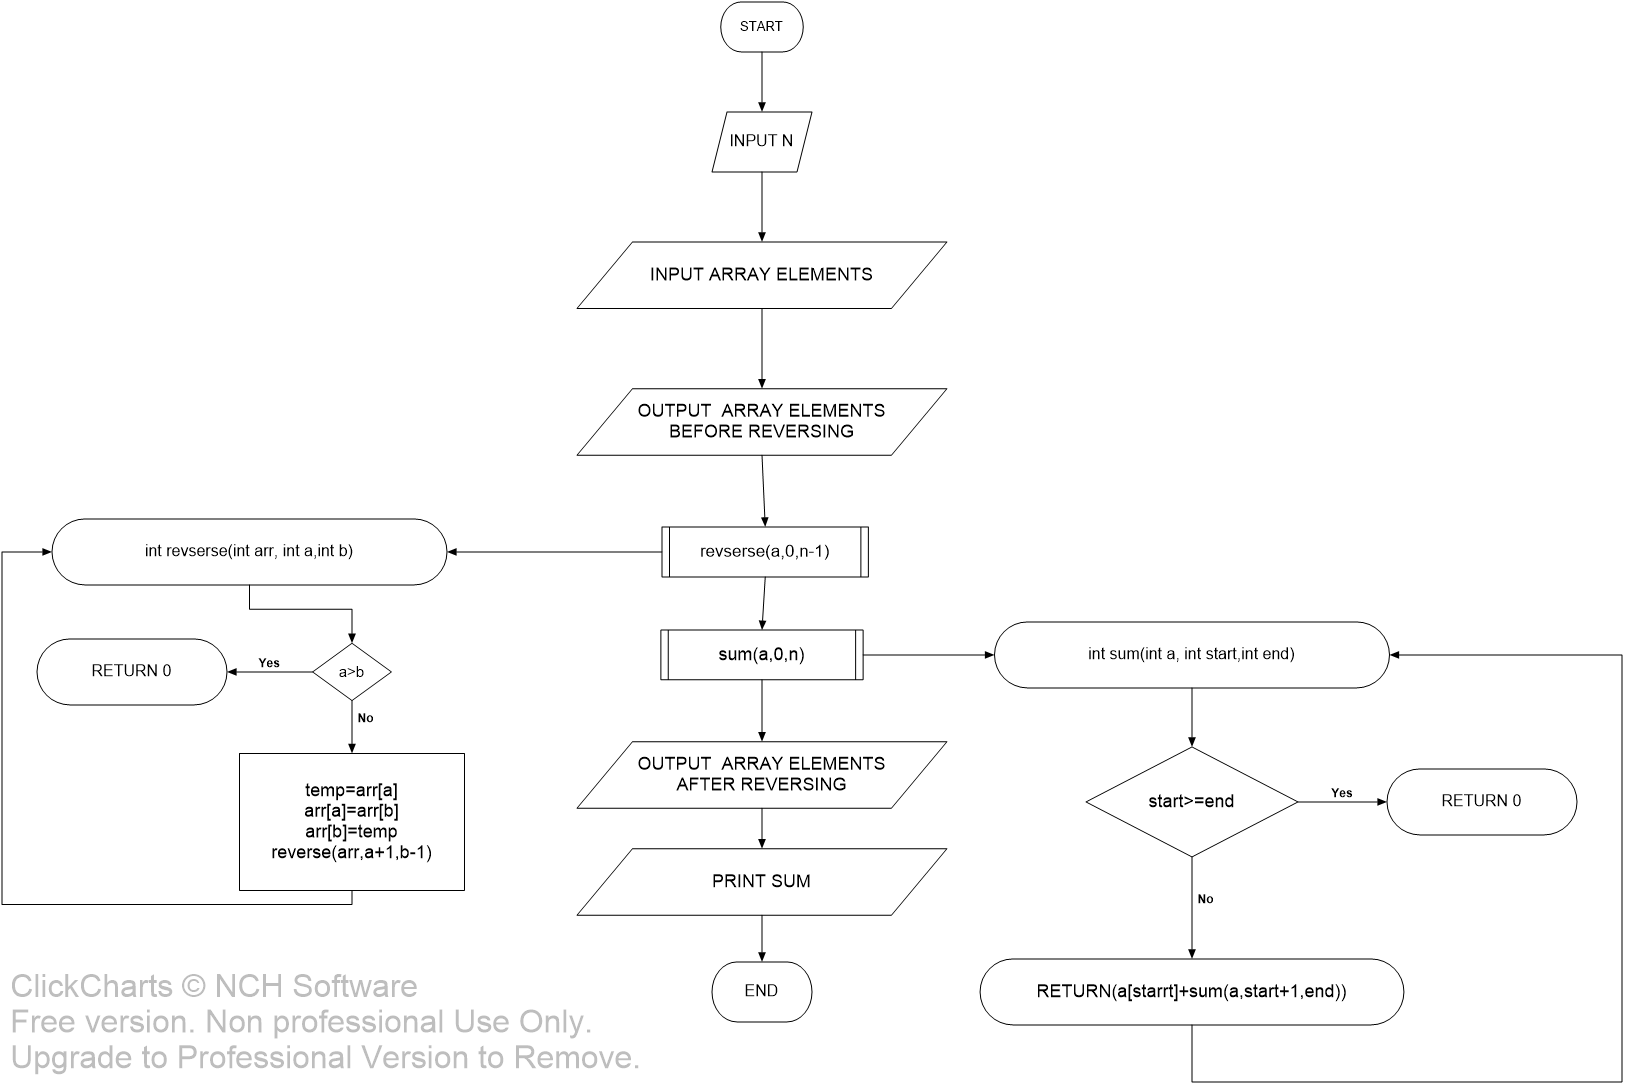 START
INPUT N
INPUT ARRAY ELEMENTS
OUTPUT  ARRAY ELEMENTS
BEFORE REVERSING
revserse(a,0,n-1)
int revserse(int arr, int a,int b)
RETURN 0
Yes
a>b
No
temp=arr[a]
arr[a]=arr[b]
arr[b]=temp
reverse(arr,a+1,b-1)
sum(a,0,n)
int sum(int a, int start,int end)
start>=end
Yes
RETURN 0
No
RETURN(a[starrt]+sum(a,start+1,end))
OUTPUT  ARRAY ELEMENTS
AFTER REVERSING
PRINT SUM
END
ClickCharts © NCH Software
Free version. Non professional Use Only.
Upgrade to Professional Version to Remove.